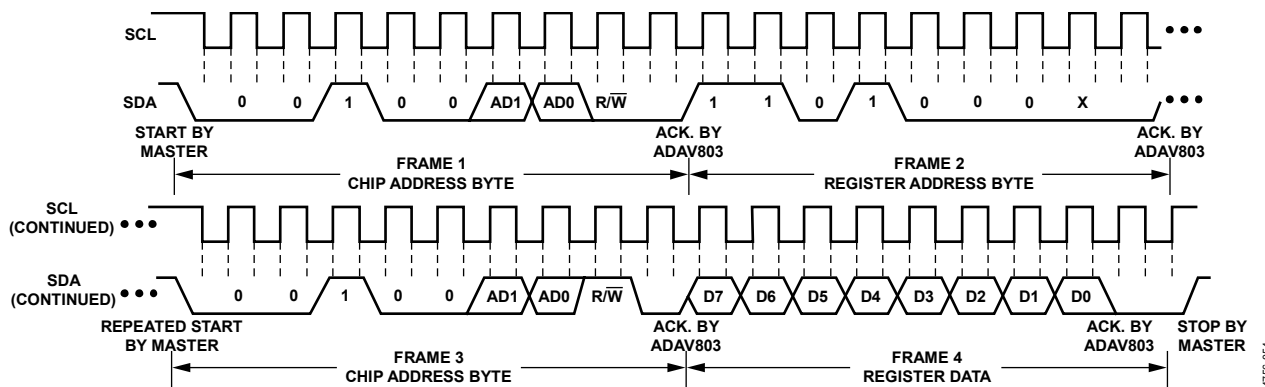 SCL
SDA
0 0 1 0 0 AD1 AD0 R/W̅ 1 1 0 1 0 0 0 X
START BY MASTER
ACK. BY ADAV803
ACK. BY ADAV803
FRAME 1
CHIP ADDRESS BYTE
FRAME 2
REGISTER ADDRESS BYTE
SCL
(CONTINUED)
SDA
(CONTINUED)
0 0 1 0 0 AD1 AD0 R/W̅ D7 D6 D5 D4 D3 D2 D1 D0
REPEATED START
BY MASTER
ACK. BY
ADAV803
ACK. BY
ADAV803
STOP BY
MASTER
FRAME 3
CHIP ADDRESS BYTE
FRAME 4
REGISTER DATA